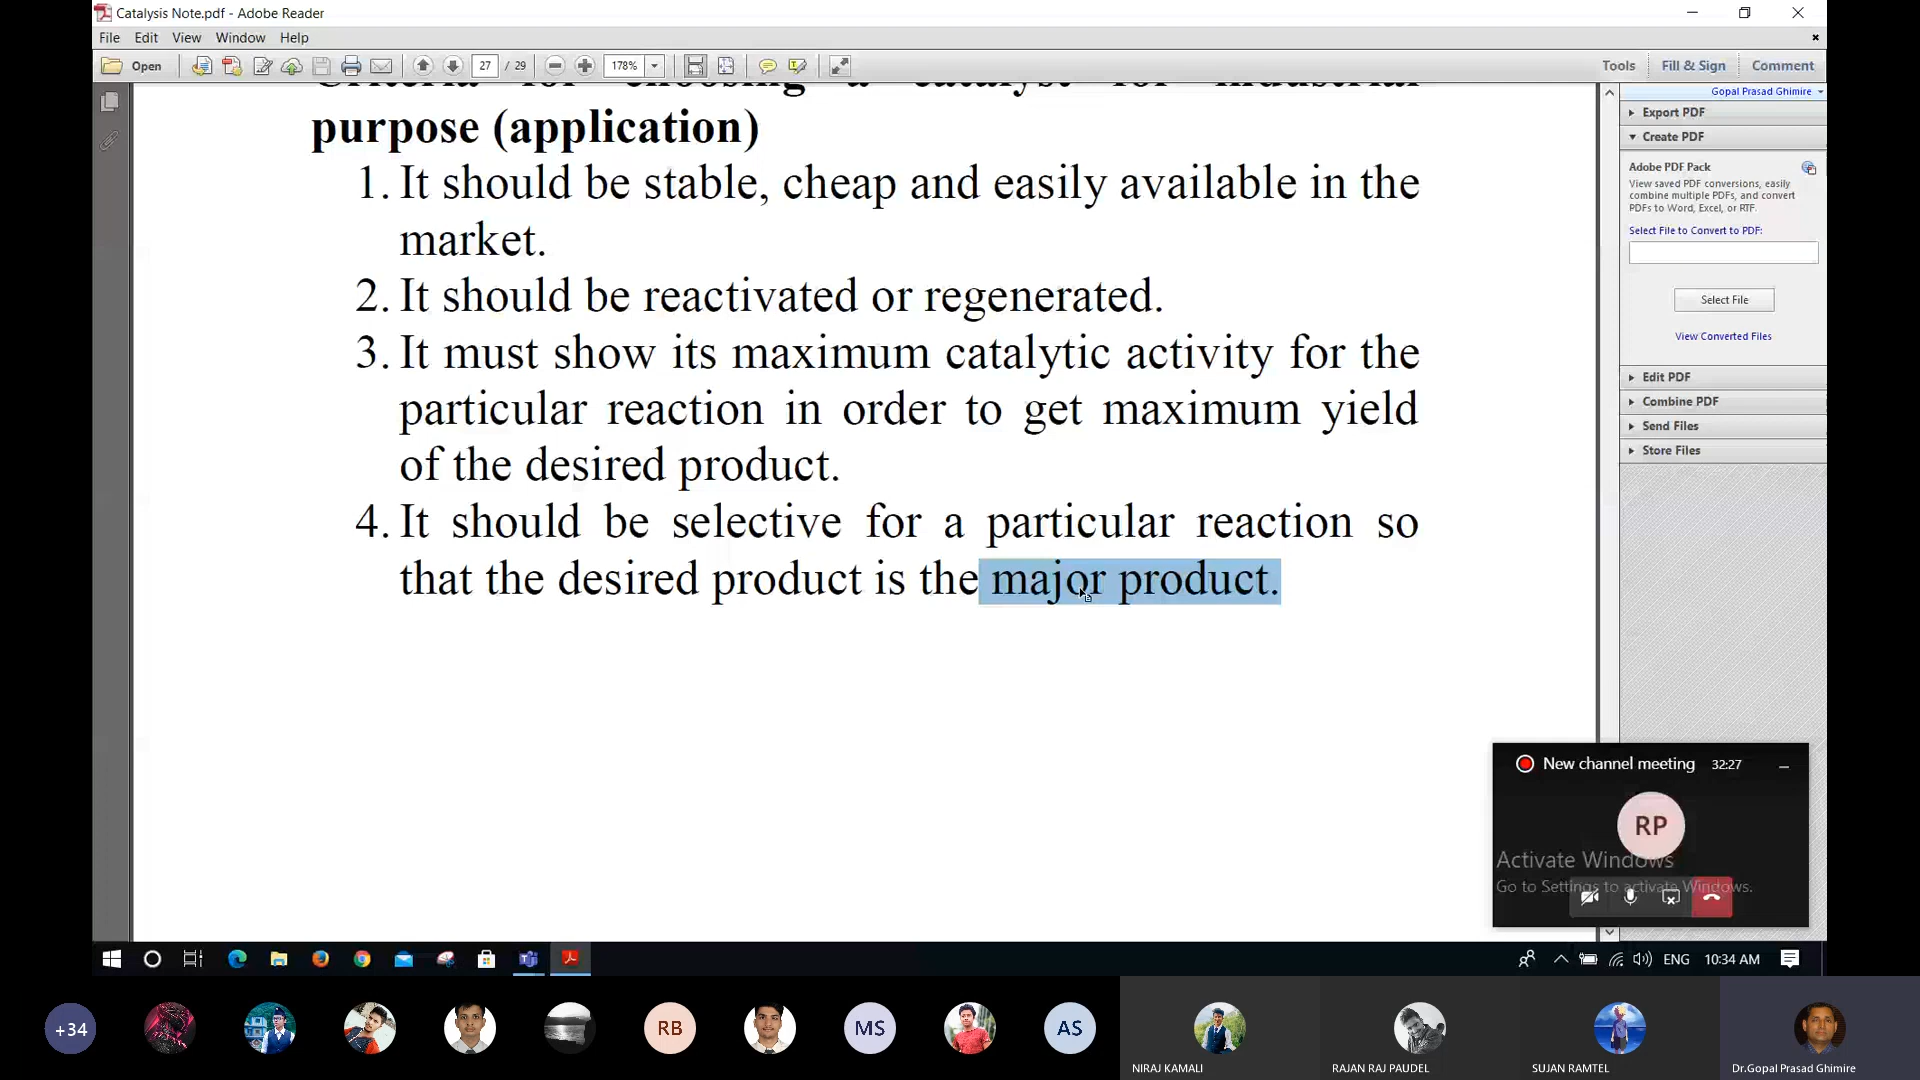 Catalysis Note.pdf - Adobe Reader
File Edit View Window Help
Open 27 / 29 178% Tools Fill & Sign Comment
Gopal Prasad Ghimire
Criteria for choosing a catalyst for industrial
purpose (application)
1. It should be stable, cheap and easily available in the
market.
2. It should be reactivated or regenerated.
3. It must show its maximum catalytic activity for the
particular reaction in order to get maximum yield
of the desired product.
4. It should be selective for a particular reaction so
that the desired product is the major product.
Export PDF
Create PDF
Adobe PDF Pack
View saved PDF conversions, easily
combine multiple PDFs, and convert
PDFs to Word, Excel, or RTF.
Select File to Convert to PDF:
Select File
View Converted Files
Edit PDF
Combine PDF
Send Files
Store Files
New channel meeting 32:27
RP
Activate Windows
Go to Settings to activate Windows.
ENG 10:34 AM
+34 RB MS AS
NIRAJ KAMALI RAJAN RAJ PAUDEL SUJAN RAMTEL Dr.Gopal Prasad Ghimire